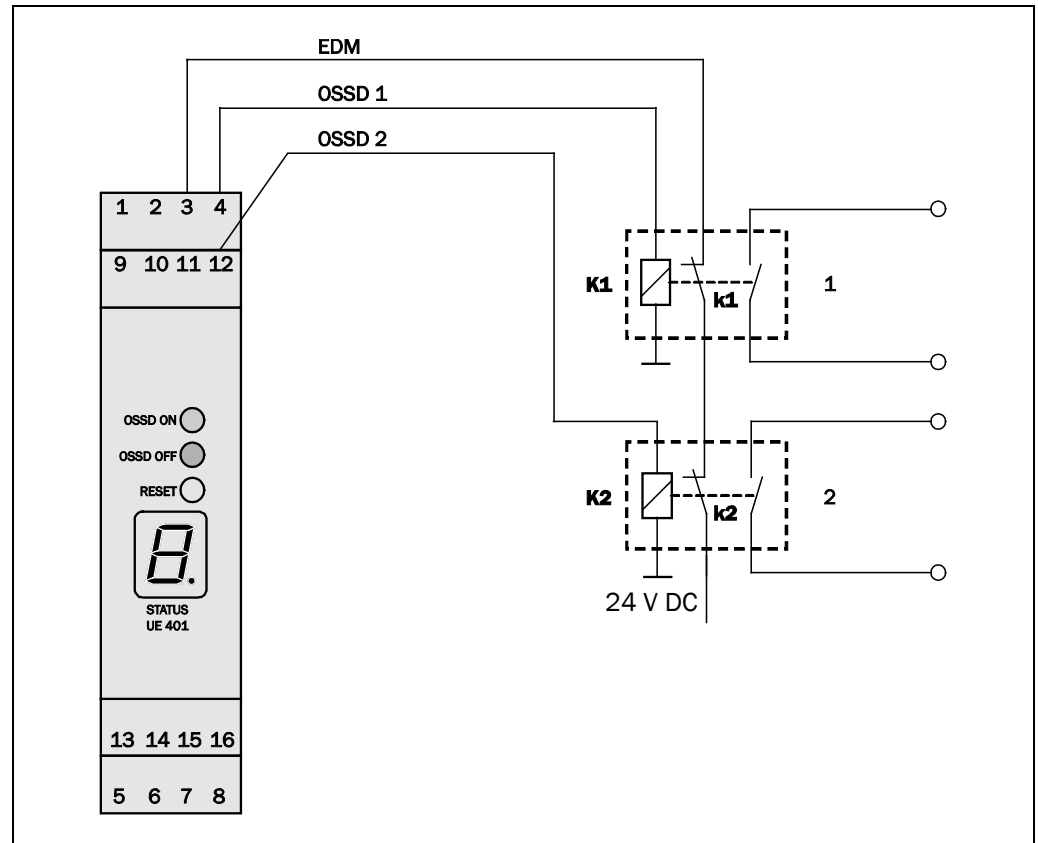 EDM
OSSD 1
OSSD 2
1 2 3 4
9 10 11 12
K1
k1
1
OSSD ON
OSSD OFF
RESET
K2
k2
2
8.
STATUS
UE 401
24 V DC
13 14 15 16
5 6 7 8